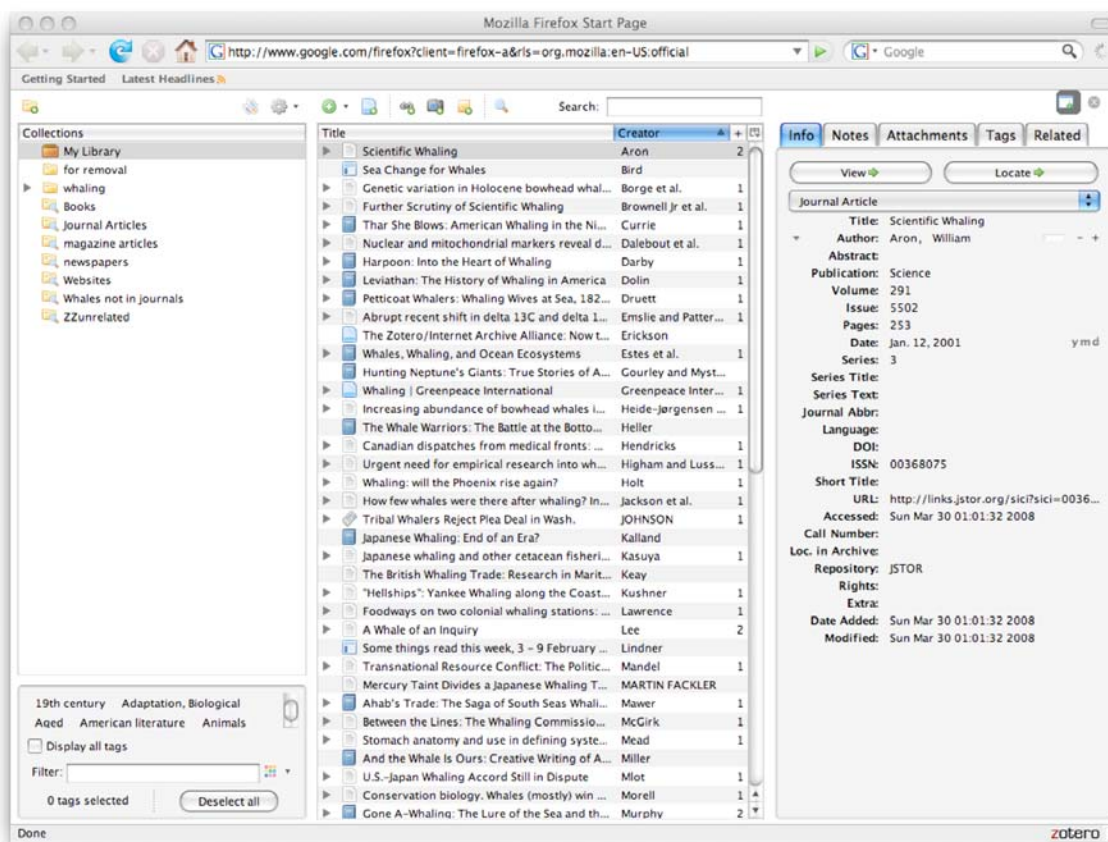 Mozilla Firefox Start Page
http://www.google.com/firefox?client=firefox-a&rls=org.mozilla:en-US:official
G Google
Getting Started Latest Headlines
Search:
Collections
My Library
for removal
whaling
Books
Journal Articles
magazine articles
newspapers
Websites
Whales not in journals
ZZunrelated
19th century Adaptation, Biological
Aged American literature Animals
Display all tags
Filter:
0 tags selected Deselect all
Title Creator +
Scientific Whaling Aron 2
Sea Change for Whales Bird
Genetic variation in Holocene bowhead whal... Borge et al. 1
Further Scrutiny of Scientific Whaling Brownell Jr et al. 1
Thar She Blows: American Whaling in the Ni... Currie 1
Nuclear and mitochondrial markers reveal d... Dalebout et al. 1
Harpoon: Into the Heart of Whaling Darby 1
Leviathan: The History of Whaling in America Dolin 1
Petticoat Whalers: Whaling Wives at Sea, 182... Druett 1
Abrupt recent shift in delta 13C and delta 1... Emslie and Patter... 1
The Zotero/Internet Archive Alliance: Now t... Erickson
Whales, Whaling, and Ocean Ecosystems Estes et al. 1
Hunting Neptune's Giants: True Stories of A... Gourley and Myst...
Whaling | Greenpeace International Greenpeace Inter... 1
Increasing abundance of bowhead whales i... Heide-Jørgensen ... 1
The Whale Warriors: The Battle at the Botto... Heller
Canadian dispatches from medical fronts: ... Hendricks 1
Urgent need for empirical research into wh... Higham and Luss... 1
Whaling: will the Phoenix rise again? Holt 1
How few whales were there after whaling? In... Jackson et al. 1
Tribal Whalers Reject Plea Deal in Wash. JOHNSON 1
Japanese Whaling: End of an Era? Kalland
Japanese whaling and other cetacean fisheri... Kasuya 1
The British Whaling Trade: Research in Marit... Keay
"Hellships": Yankee Whaling along the Coast... Kushner 1
Foodways on two colonial whaling stations: ... Lawrence 1
A Whale of an Inquiry Lee 2
Some things read this week, 3 – 9 February ... Lindner
Transnational Resource Conflict: The Politic... Mandel 1
Mercury Taint Divides a Japanese Whaling T... MARTIN FACKLER
Ahab's Trade: The Saga of South Seas Whali... Mawer 1
Between the Lines: The Whaling Commissio... McGirk 1
Stomach anatomy and use in defining syste... Mead 1
And the Whale Is Ours: Creative Writing of A... Miller
U.S.-Japan Whaling Accord Still in Dispute Mlot 1
Conservation biology. Whales (mostly) win ... Morell 1
Gone A-Whaling: The Lure of the Sea and th... Murphy 2
Info Notes Attachments Tags Related
View Locate
Journal Article
Title: Scientific Whaling
Author: Aron, William - +
Abstract:
Publication: Science
Volume: 291
Issue: 5502
Pages: 253
Date: Jan. 12, 2001 y m d
Series: 3
Series Title:
Series Text:
Journal Abbr:
Language:
DOI:
ISSN: 00368075
Short Title:
URL: http://links.jstor.org/sici?sici=0036...
Accessed: Sun Mar 30 01:01:32 2008
Call Number:
Loc. in Archive:
Repository: JSTOR
Rights:
Extra:
Date Added: Sun Mar 30 01:01:32 2008
Modified: Sun Mar 30 01:01:32 2008
Done zotero